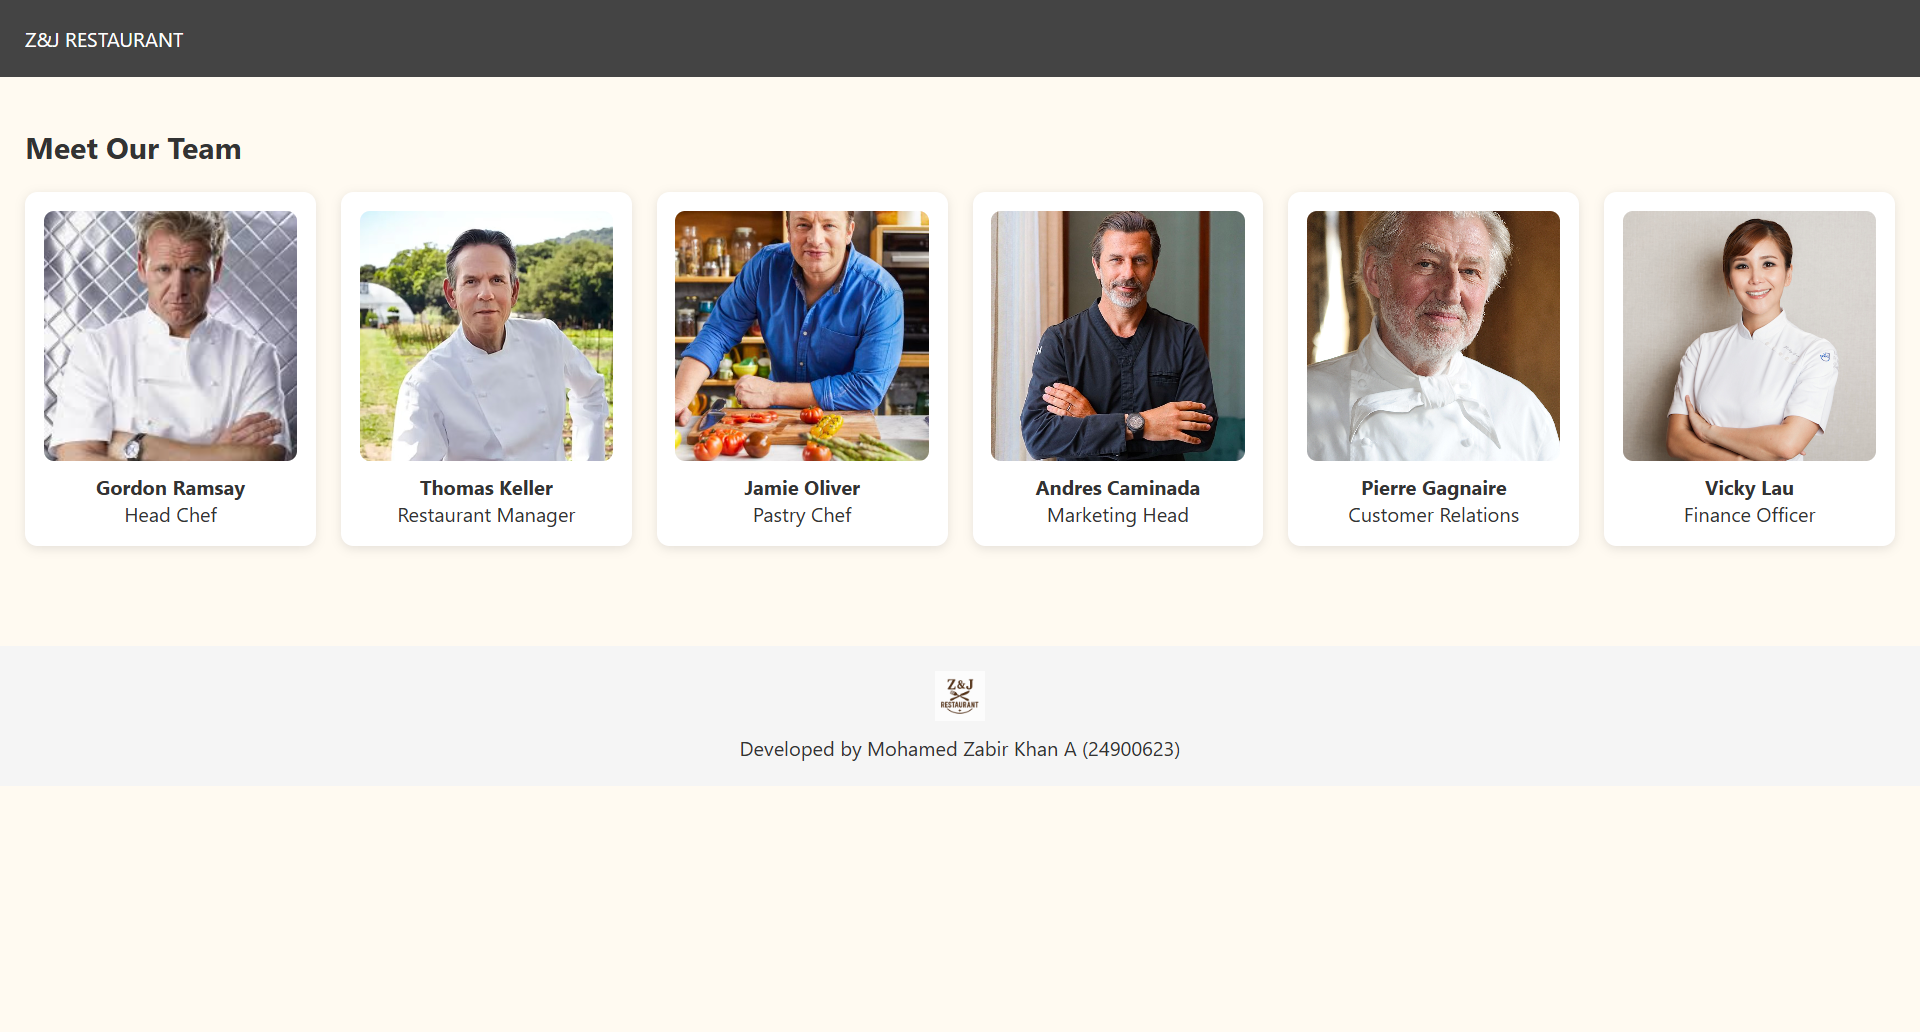 Z&J RESTAURANT
Meet Our Team
Gordon Ramsay
Head Chef
Thomas Keller
Restaurant Manager
Jamie Oliver
Pastry Chef
Andres Caminada
Marketing Head
Pierre Gagnaire
Customer Relations
Vicky Lau
Finance Officer
Z&J
RESTAURANT
Developed by Mohamed Zabir Khan A (24900623)